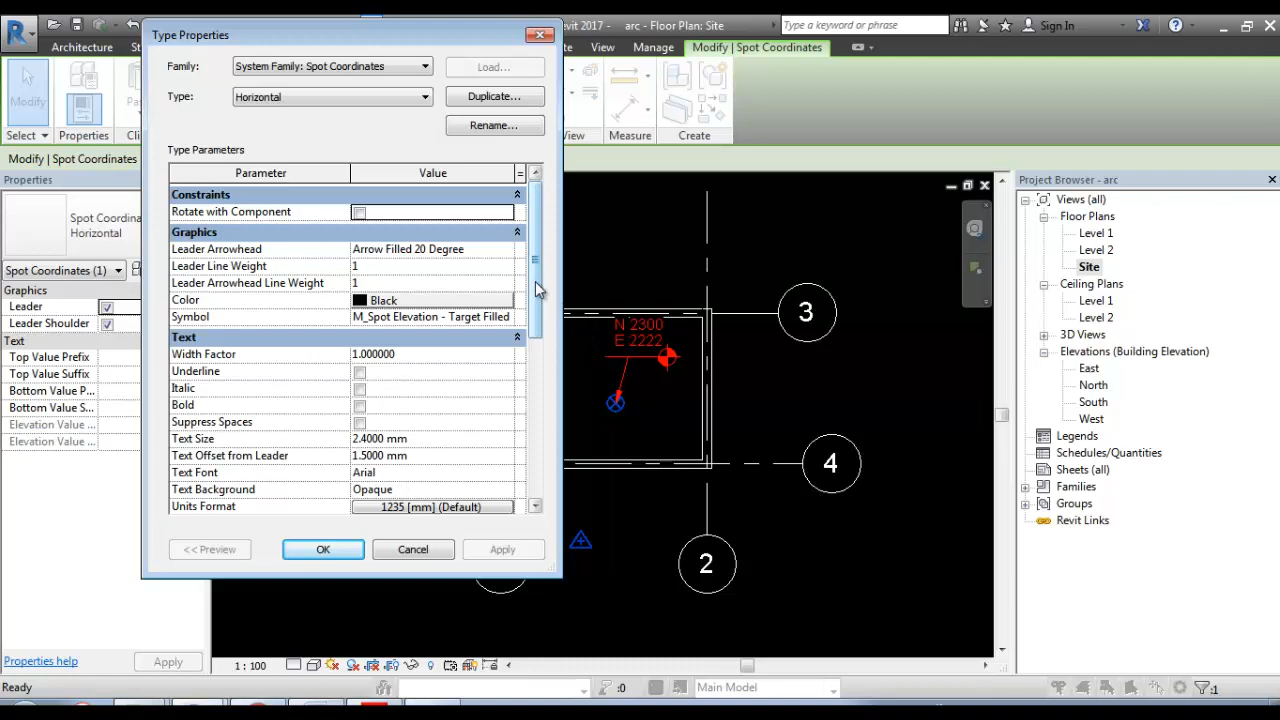 Type Properties
evit 2017 - arc - Floor Plan: Site
Type a keyword or phrase
Sign In
Architecture
St
te
View
Manage
Modify | Spot Coordinates
Family:
System Family: Spot Coordinates
Load...
Type:
Horizontal
Duplicate...
Rename...
Modify
Pas
Select
Properties
Cli
View
Measure
Create
Modify | Spot Coordinates
Type Parameters
Parameter
Value
=
Constraints
Rotate with Component
Graphics
Leader Arrowhead
Arrow Filled 20 Degree
Leader Line Weight
1
Leader Arrowhead Line Weight
1
Color
Black
Symbol
M_Spot Elevation - Target Filled
Text
Width Factor
1.000000
Underline
Italic
Bold
Suppress Spaces
Text Size
2.4000 mm
Text Offset from Leader
1.5000 mm
Text Font
Arial
Text Background
Opaque
Units Format
1235 [mm] (Default)
<< Preview
OK
Cancel
Apply
Properties
Spot Coordina
Horizontal
Spot Coordinates (1)
Graphics
Leader
Leader Shoulder
Text
Top Value Prefix
Top Value Suffix
Bottom Value P...
Bottom Value S...
Elevation Value ...
Elevation Value ...
Properties help
Apply
N 2300
E 2222
3
4
2
Project Browser - arc
Views (all)
Floor Plans
Level 1
Level 2
Site
Ceiling Plans
Level 1
Level 2
3D Views
Elevations (Building Elevation)
East
North
South
West
Legends
Schedules/Quantities
Sheets (all)
Families
Groups
Revit Links
1 : 100
Ready
:0
Main Model
:1